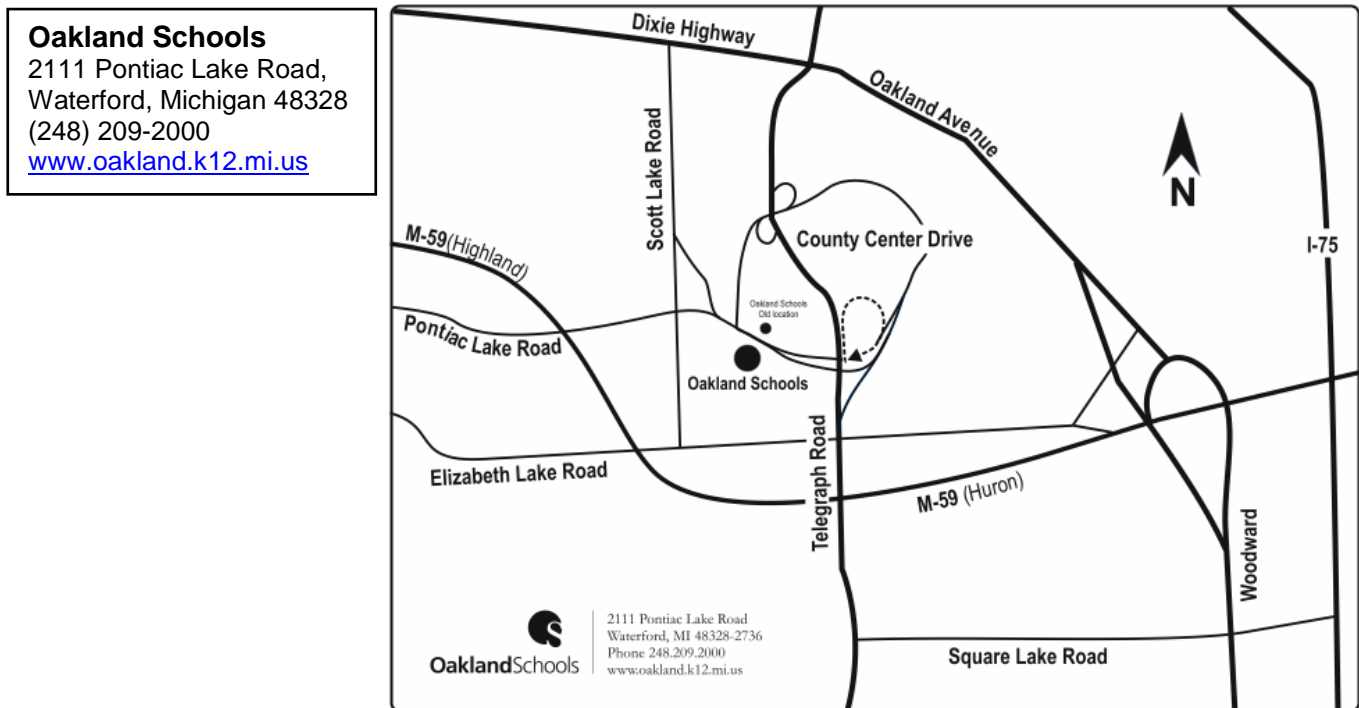 Oakland Schools
2111 Pontiac Lake Road,
Waterford, Michigan 48328
(248) 209-2000
www.oakland.k12.mi.us
Dixie Highway
Oakland Avenue
Scott Lake Road
N
M-59(Highland)
County Center Drive
I-75
Oakland Schools
Old location
Pontiac Lake Road
Oakland Schools
Elizabeth Lake Road
Telegraph Road
M-59 (Huron)
Woodward
S
OaklandSchools
2111 Pontiac Lake Road
Waterford, MI 48328-2736
Phone 248.209.2000
www.oakland.k12.mi.us
Square Lake Road